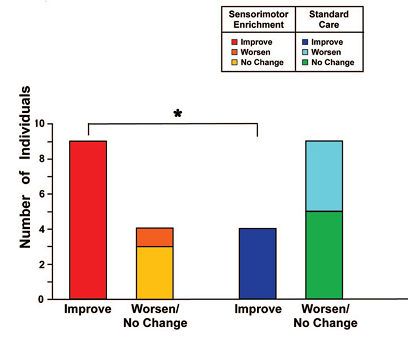 Sensorimotor Enrichment
Standard Care
Improve
Worsen
No Change
Improve
Worsen
No Change
Number of Individuals
10
8
6
4
2
0
*
Improve
Worsen/
No Change
Improve
Worsen/
No Change